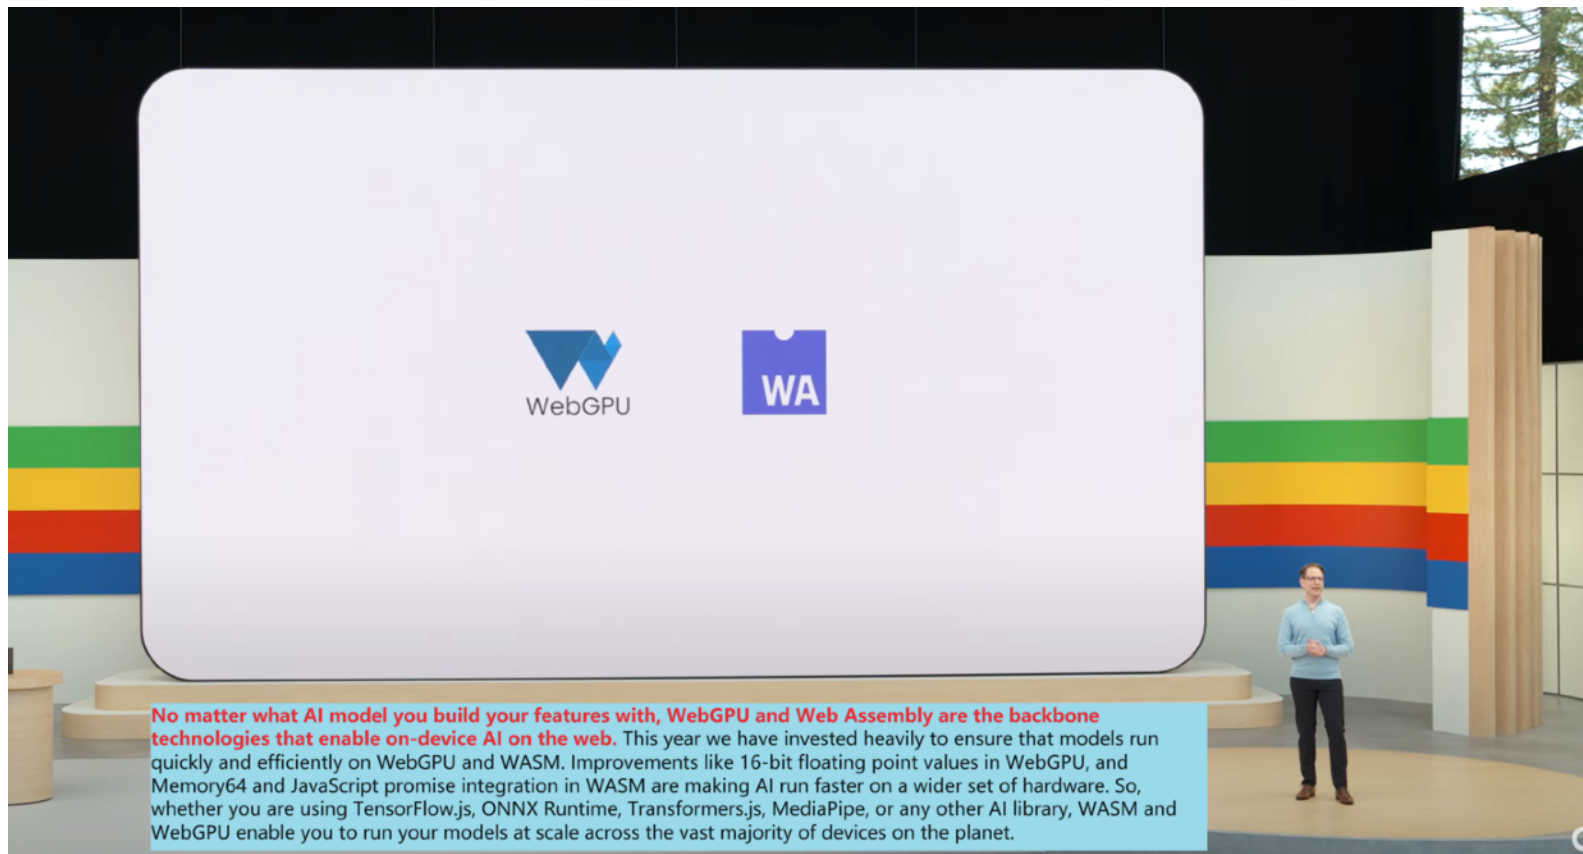 WebGPU
WA
No matter what AI model you build your features with, WebGPU and Web Assembly are the backbone
technologies that enable on-device AI on the web. This year we have invested heavily to ensure that models run
quickly and efficiently on WebGPU and WASM. Improvements like 16-bit floating point values in WebGPU, and
Memory64 and JavaScript promise integration in WASM are making AI run faster on a wider set of hardware. So,
whether you are using TensorFlow.js, ONNX Runtime, Transformers.js, MediaPipe, or any other AI library, WASM and
WebGPU enable you to run your models at scale across the vast majority of devices on the planet.